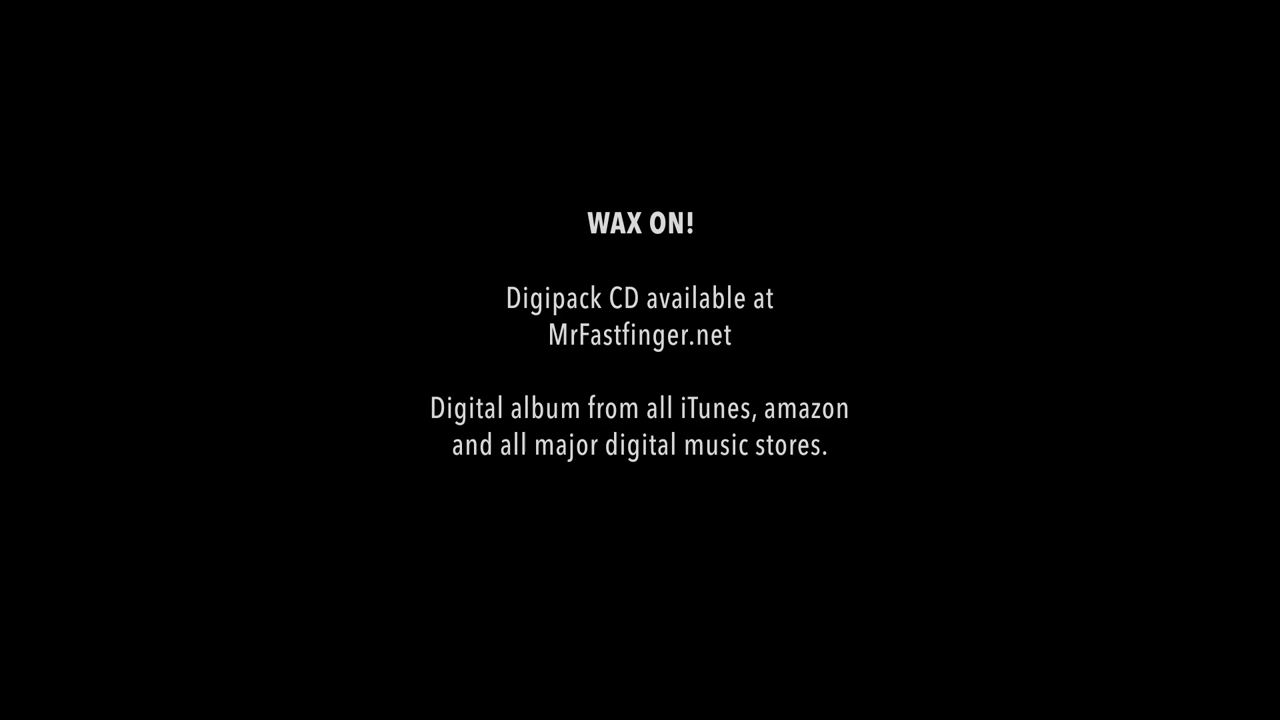 WAX ON!
Digipack CD available at
MrFastfinger.net
Digital album from all iTunes, amazon
and all major digital music stores.